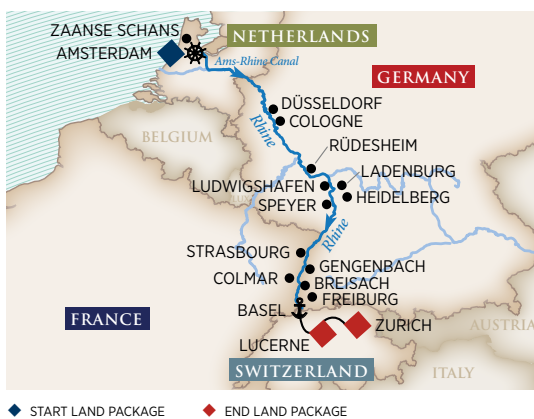 ZAANSE SCHANS
NETHERLANDS
AMSTERDAM
Ams-Rhine Canal
GERMANY
DÜSSELDORF
COLOGNE
Rhine
BELGIUM
RÜDESHEIM
LADENBURG
LUDWIGSHAFEN
HEIDELBERG
SPEYER
Rhine
STRASBOURG
GENGENBACH
COLMAR
BREISACH
FREIBURG
BASEL
FRANCE
ZURICH
AUSTRIA
LUCERNE
SWITZERLAND
ITALY
START LAND PACKAGE
END LAND PACKAGE